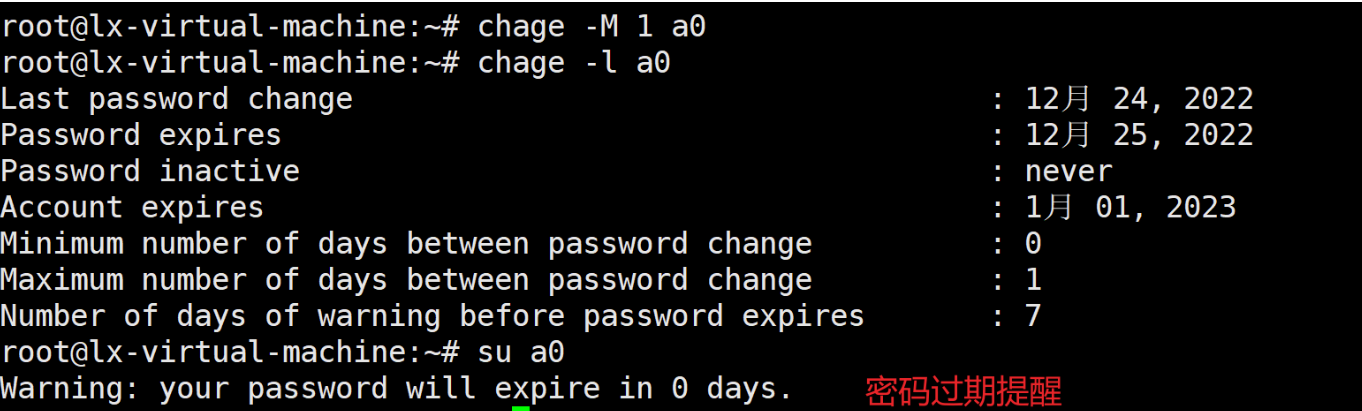 root@lx-virtual-machine:~# chage -M 1 a0
root@lx-virtual-machine:~# chage -l a0
Last password change : 12月 24, 2022
Password expires : 12月 25, 2022
Password inactive : never
Account expires : 1月 01, 2023
Minimum number of days between password change : 0
Maximum number of days between password change : 1
Number of days of warning before password expires : 7
root@lx-virtual-machine:~# su a0
Warning: your password will expire in 0 days. 密码过期提醒